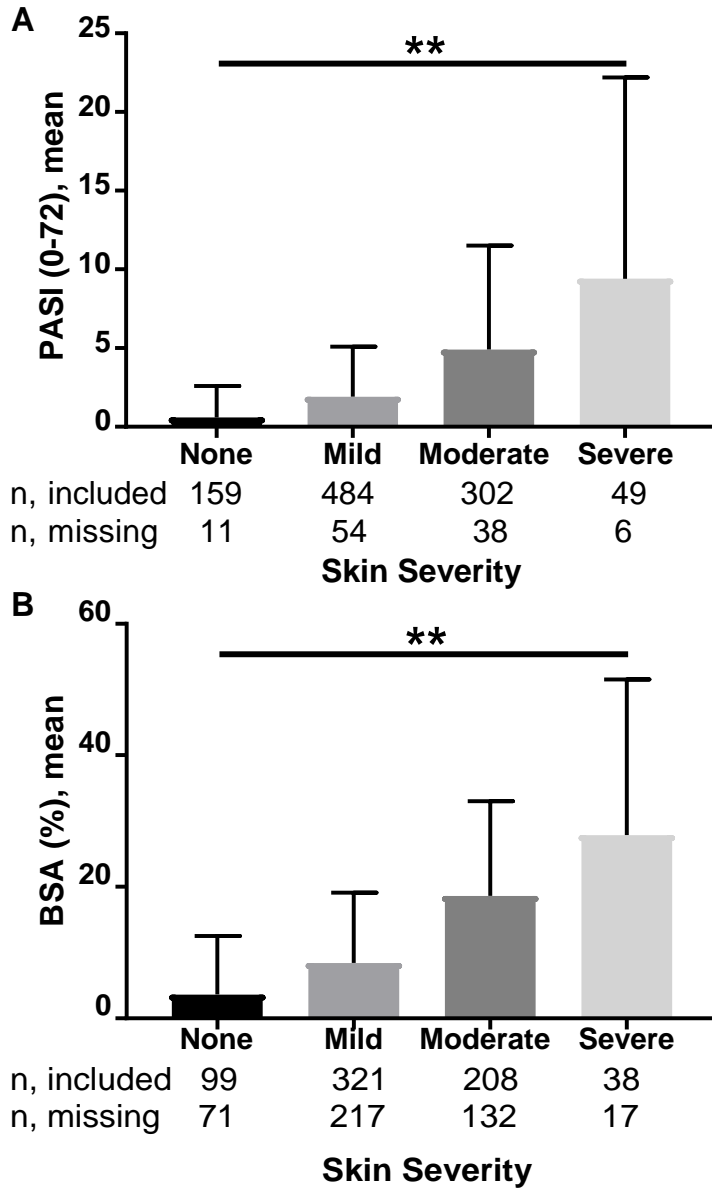 A
25
**
20
15
10
5
0
PASI (0-72), mean
None Mild Moderate Severe
n, included 159 484 302 49
n, missing 11 54 38 6
Skin Severity
B
60
**
40
20
0
BSA (%), mean
None Mild Moderate Severe
n, included 99 321 208 38
n, missing 71 217 132 17
Skin Severity